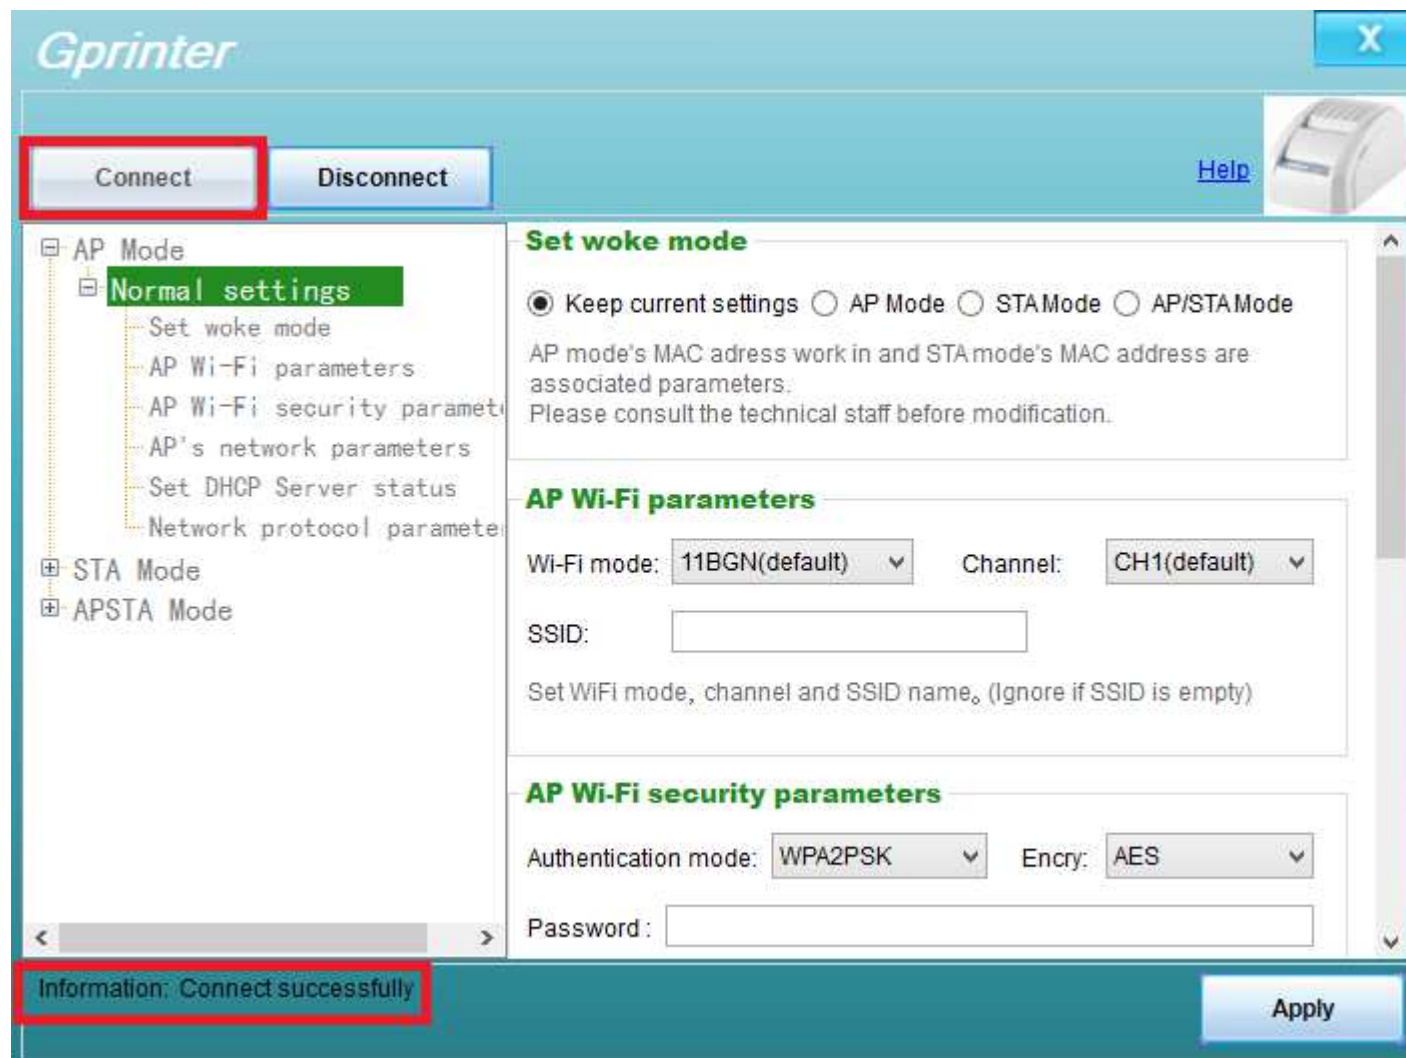 Gprinter
X
Connect
Disconnect
Help
AP Mode
Normal settings
Set woke mode
AP Wi-Fi parameters
AP Wi-Fi security paramet
AP's network parameters
Set DHCP Server status
Network protocol paramete
STA Mode
APSTA Mode
Set woke mode
Keep current settings AP Mode STA Mode AP/STA Mode
AP mode's MAC adress work in and STA mode's MAC address are
associated parameters.
Please consult the technical staff before modification.
AP Wi-Fi parameters
Wi-Fi mode: 11BGN(default) Channel: CH1(default)
SSID:
Set WiFi mode, channel and SSID name。(Ignore if SSID is empty)
AP Wi-Fi security parameters
Authentication mode: WPA2PSK Encry: AES
Password :
Information: Connect successfully
Apply